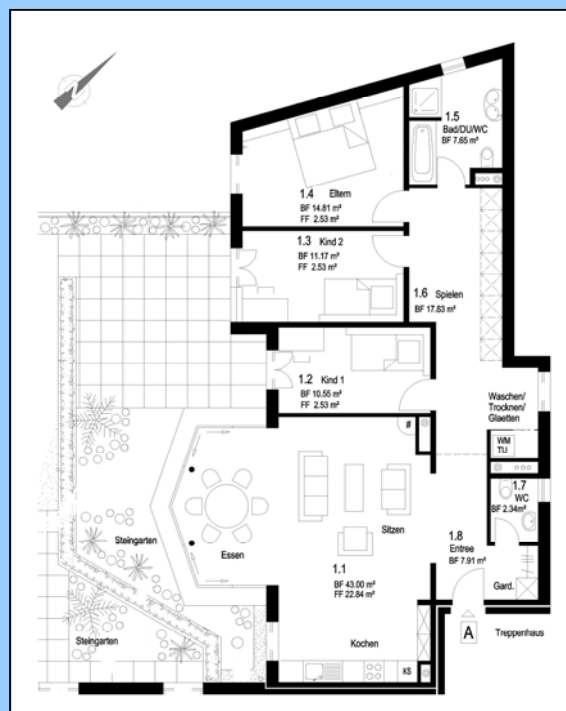 1.5
Bad/DU/WC
BF 7.65 m²
1.4 Eltern
BF 14.81 m²
FF 2.53 m²
1.3 Kind 2
BF 11.17 m²
FF 2.53 m²
1.6 Spielen
BF 17.83 m²
1.2 Kind 1
BF 10.55 m²
FF 2.53 m²
Waschen/
Trocknen/
Glaetten
#
WM
TU
1.7
WC
BF 2.34m²
Sitzen
Steingarten
Essen
1.8
Entree
BF 7.91 m²
1.1
BF 43.00 m²
FF 22.84 m²
Gard.
Steingarten
Kochen
A
Treppenhaus
KS